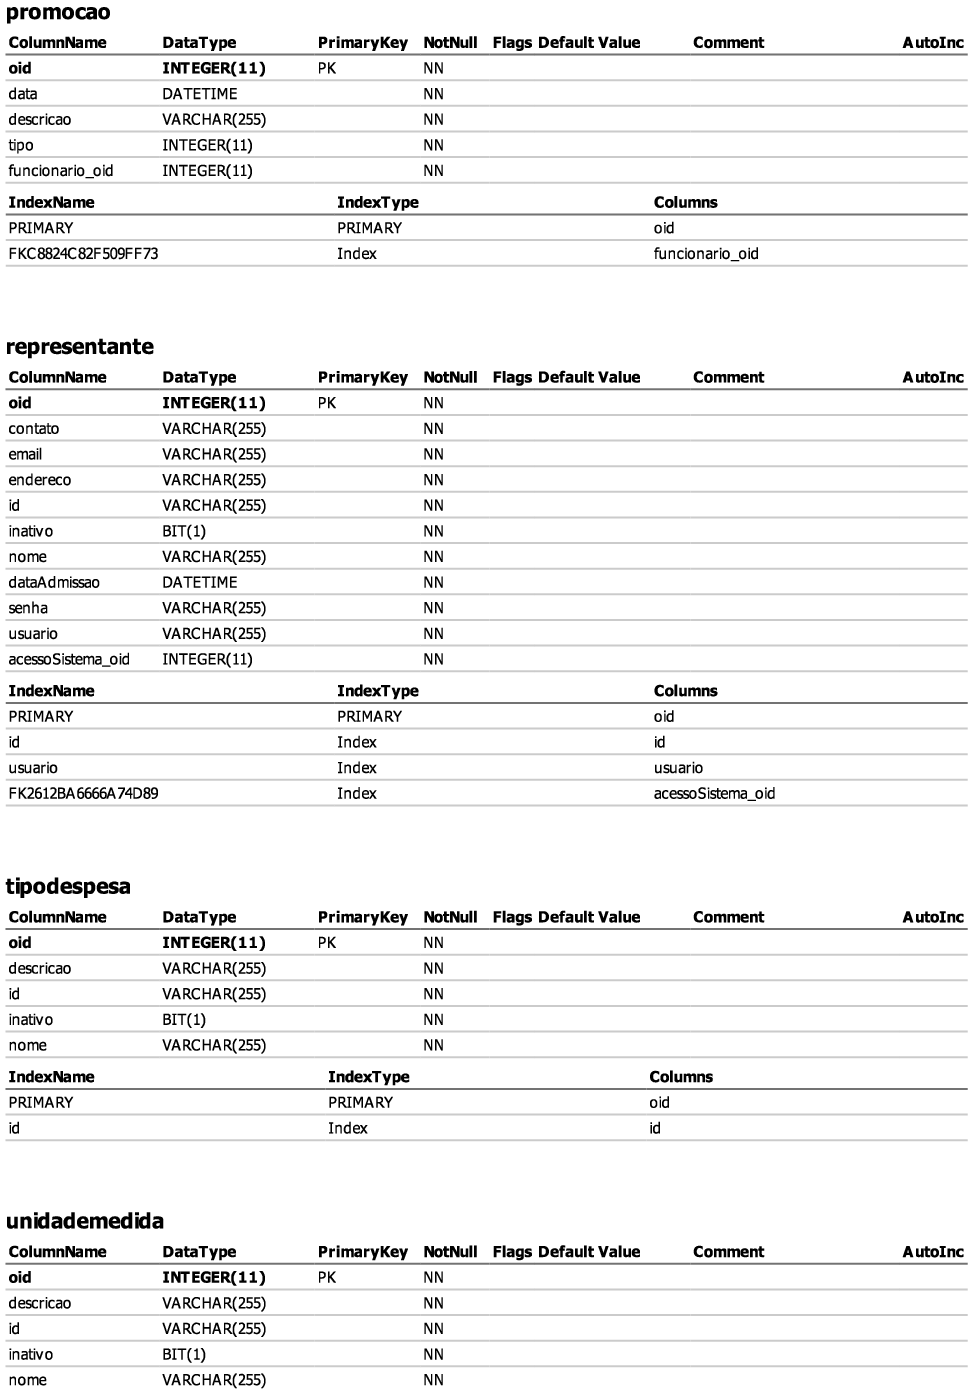 promocao
ColumnName DataType PrimaryKey NotNull Flags Default Value Comment AutoInc
oid INTEGER(11) PK NN
data DATETIME NN
descricao VARCHAR(255) NN
tipo INTEGER(11) NN
funcionario_oid INTEGER(11) NN
IndexName IndexType Columns
PRIMARY PRIMARY oid
FKC8824C82F509FF73 Index funcionario_oid
representante
ColumnName DataType PrimaryKey NotNull Flags Default Value Comment AutoInc
oid INTEGER(11) PK NN
contato VARCHAR(255) NN
email VARCHAR(255) NN
endereco VARCHAR(255) NN
id VARCHAR(255) NN
inativo BIT(1) NN
nome VARCHAR(255) NN
dataAdmissao DATETIME NN
senha VARCHAR(255) NN
usuario VARCHAR(255) NN
acessoSistema_oid INTEGER(11) NN
IndexName IndexType Columns
PRIMARY PRIMARY oid
id Index id
usuario Index usuario
FK2612BA6666A74D89 Index acessoSistema_oid
tipodespesa
ColumnName DataType PrimaryKey NotNull Flags Default Value Comment AutoInc
oid INTEGER(11) PK NN
descricao VARCHAR(255) NN
id VARCHAR(255) NN
inativo BIT(1) NN
nome VARCHAR(255) NN
IndexName IndexType Columns
PRIMARY PRIMARY oid
id Index id
unidademedida
ColumnName DataType PrimaryKey NotNull Flags Default Value Comment AutoInc
oid INTEGER(11) PK NN
descricao VARCHAR(255) NN
id VARCHAR(255) NN
inativo BIT(1) NN
nome VARCHAR(255) NN